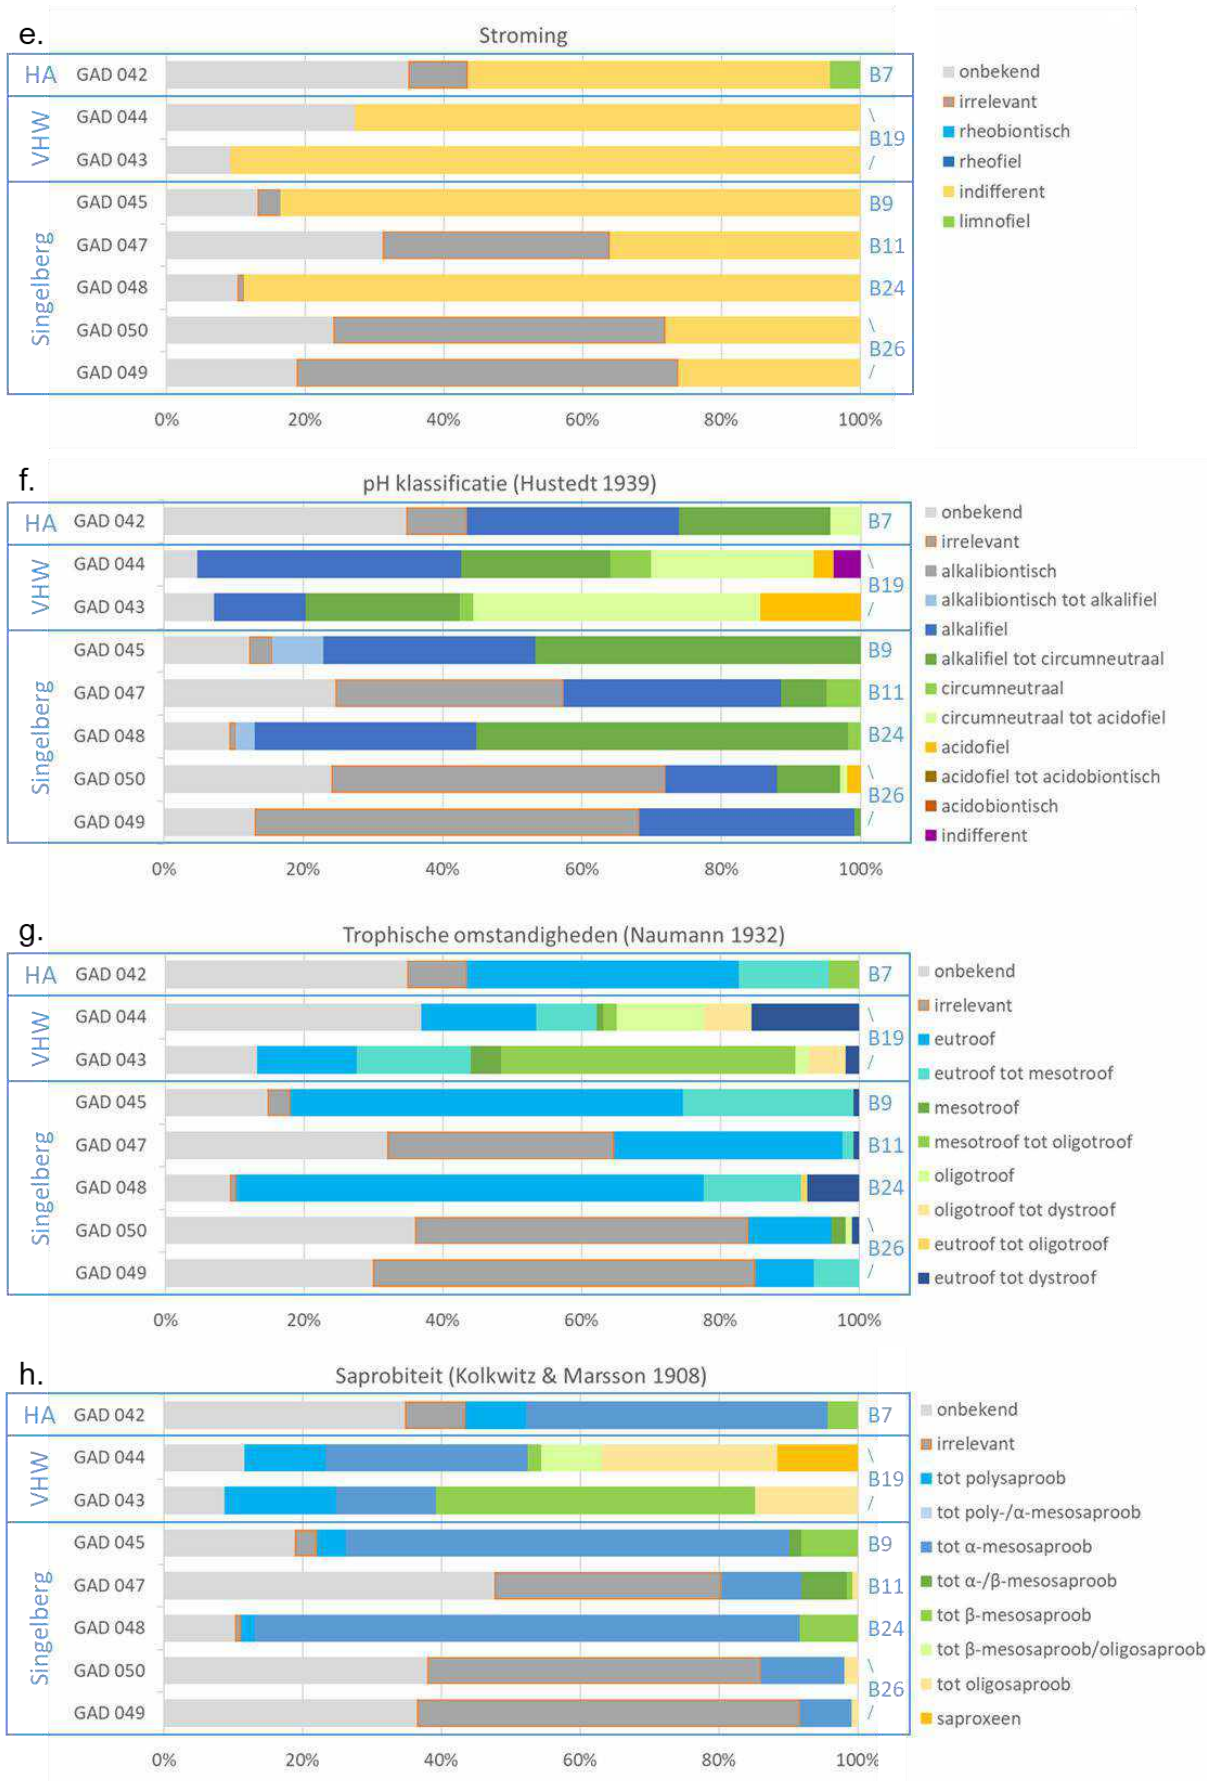 e.
Stroming
HA GAD 042 B7
VHW
GAD 044 \
B19
GAD 043 /
Singelberg
GAD 045 B9
GAD 047 B11
GAD 048 B24
GAD 050 \
B26
GAD 049 /
0% 20% 40% 60% 80% 100%
onbekend
irrelevant
rheobiontisch
rheofiel
indifferent
limnofiel
f.
pH klassificatie (Hustedt 1939)
HA GAD 042 B7
VHW
GAD 044 \
B19
GAD 043 /
Singelberg
GAD 045 B9
GAD 047 B11
GAD 048 B24
GAD 050 \
B26
GAD 049 /
0% 20% 40% 60% 80% 100%
onbekend
irrelevant
alkalibiontisch
alkalibiontisch tot alkalifiel
alkalifiel
alkalifiel tot circumneutraal
circumneutraal
circumneutraal tot acidofiel
acidofiel
acidofiel tot acidobiontisch
acidobiontisch
indifferent
g.
Trophische omstandigheden (Naumann 1932)
HA GAD 042 B7
VHW
GAD 044 \
B19
GAD 043 /
Singelberg
GAD 045 B9
GAD 047 B11
GAD 048 B24
GAD 050 \
B26
GAD 049 /
0% 20% 40% 60% 80% 100%
onbekend
irrelevant
eutroof
eutroof tot mesotroof
mesotroof
mesotroof tot oligotroof
oligotroof
oligotroof tot dystroof
eutroof tot oligotroof
eutroof tot dystroof
h.
Saprobiteit (Kolkwitz & Marsson 1908)
HA GAD 042 B7
VHW
GAD 044 \
B19
GAD 043 /
Singelberg
GAD 045 B9
GAD 047 B11
GAD 048 B24
GAD 050 \
B26
GAD 049 /
0% 20% 40% 60% 80% 100%
onbekend
irrelevant
tot polysaproob
tot poly-/α-mesosaproob
tot α-mesosaproob
tot α-/β-mesosaproob
tot β-mesosaproob
tot β-mesosaproob/oligosaproob
tot oligosaproob
saproxeen